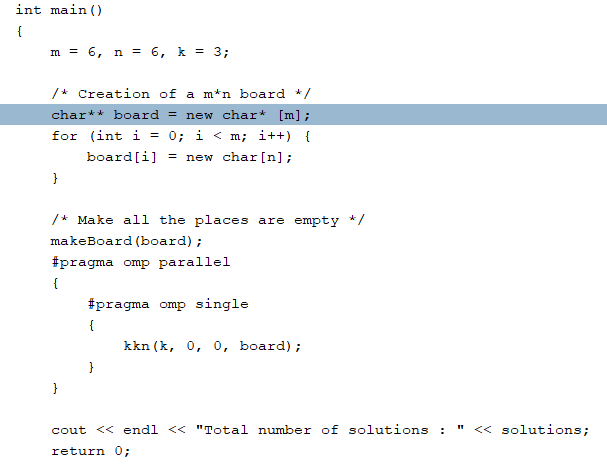 int main()
{
    m = 6, n = 6, k = 3;

    /* Creation of a m*n board */
    char** board = new char* [m];
    for (int i = 0; i < m; i++) {
        board[i] = new char[n];
    }

    /* Make all the places are empty */
    makeBoard(board);
    #pragma omp parallel
    {
        #pragma omp single
        {
            kkn(k, 0, 0, board);
        }
    }

    cout << endl << "Total number of solutions : " << solutions;
    return 0;